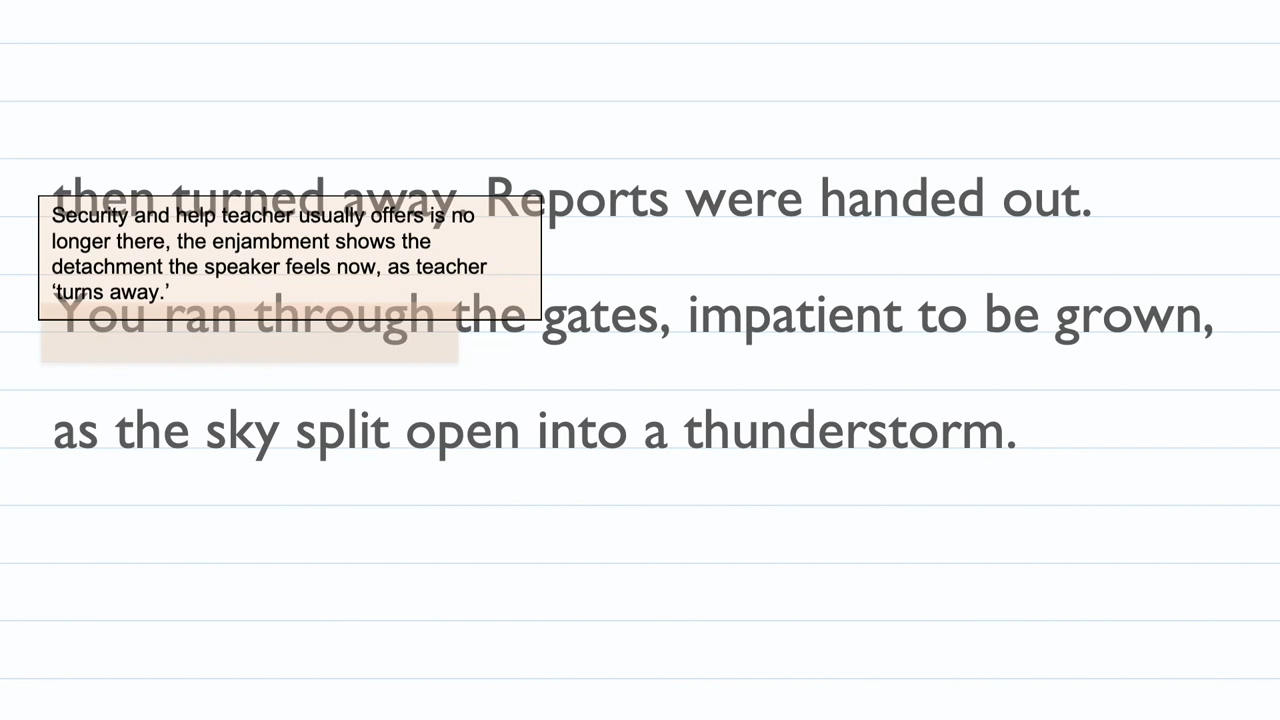 then turned away. Reports were handed out.
Security and help teacher usually offers is no
longer there, the enjambment shows the
detachment the speaker feels now, as teacher
‘turns away.’
You ran through the gates, impatient to be grown,
as the sky split open into a thunderstorm.